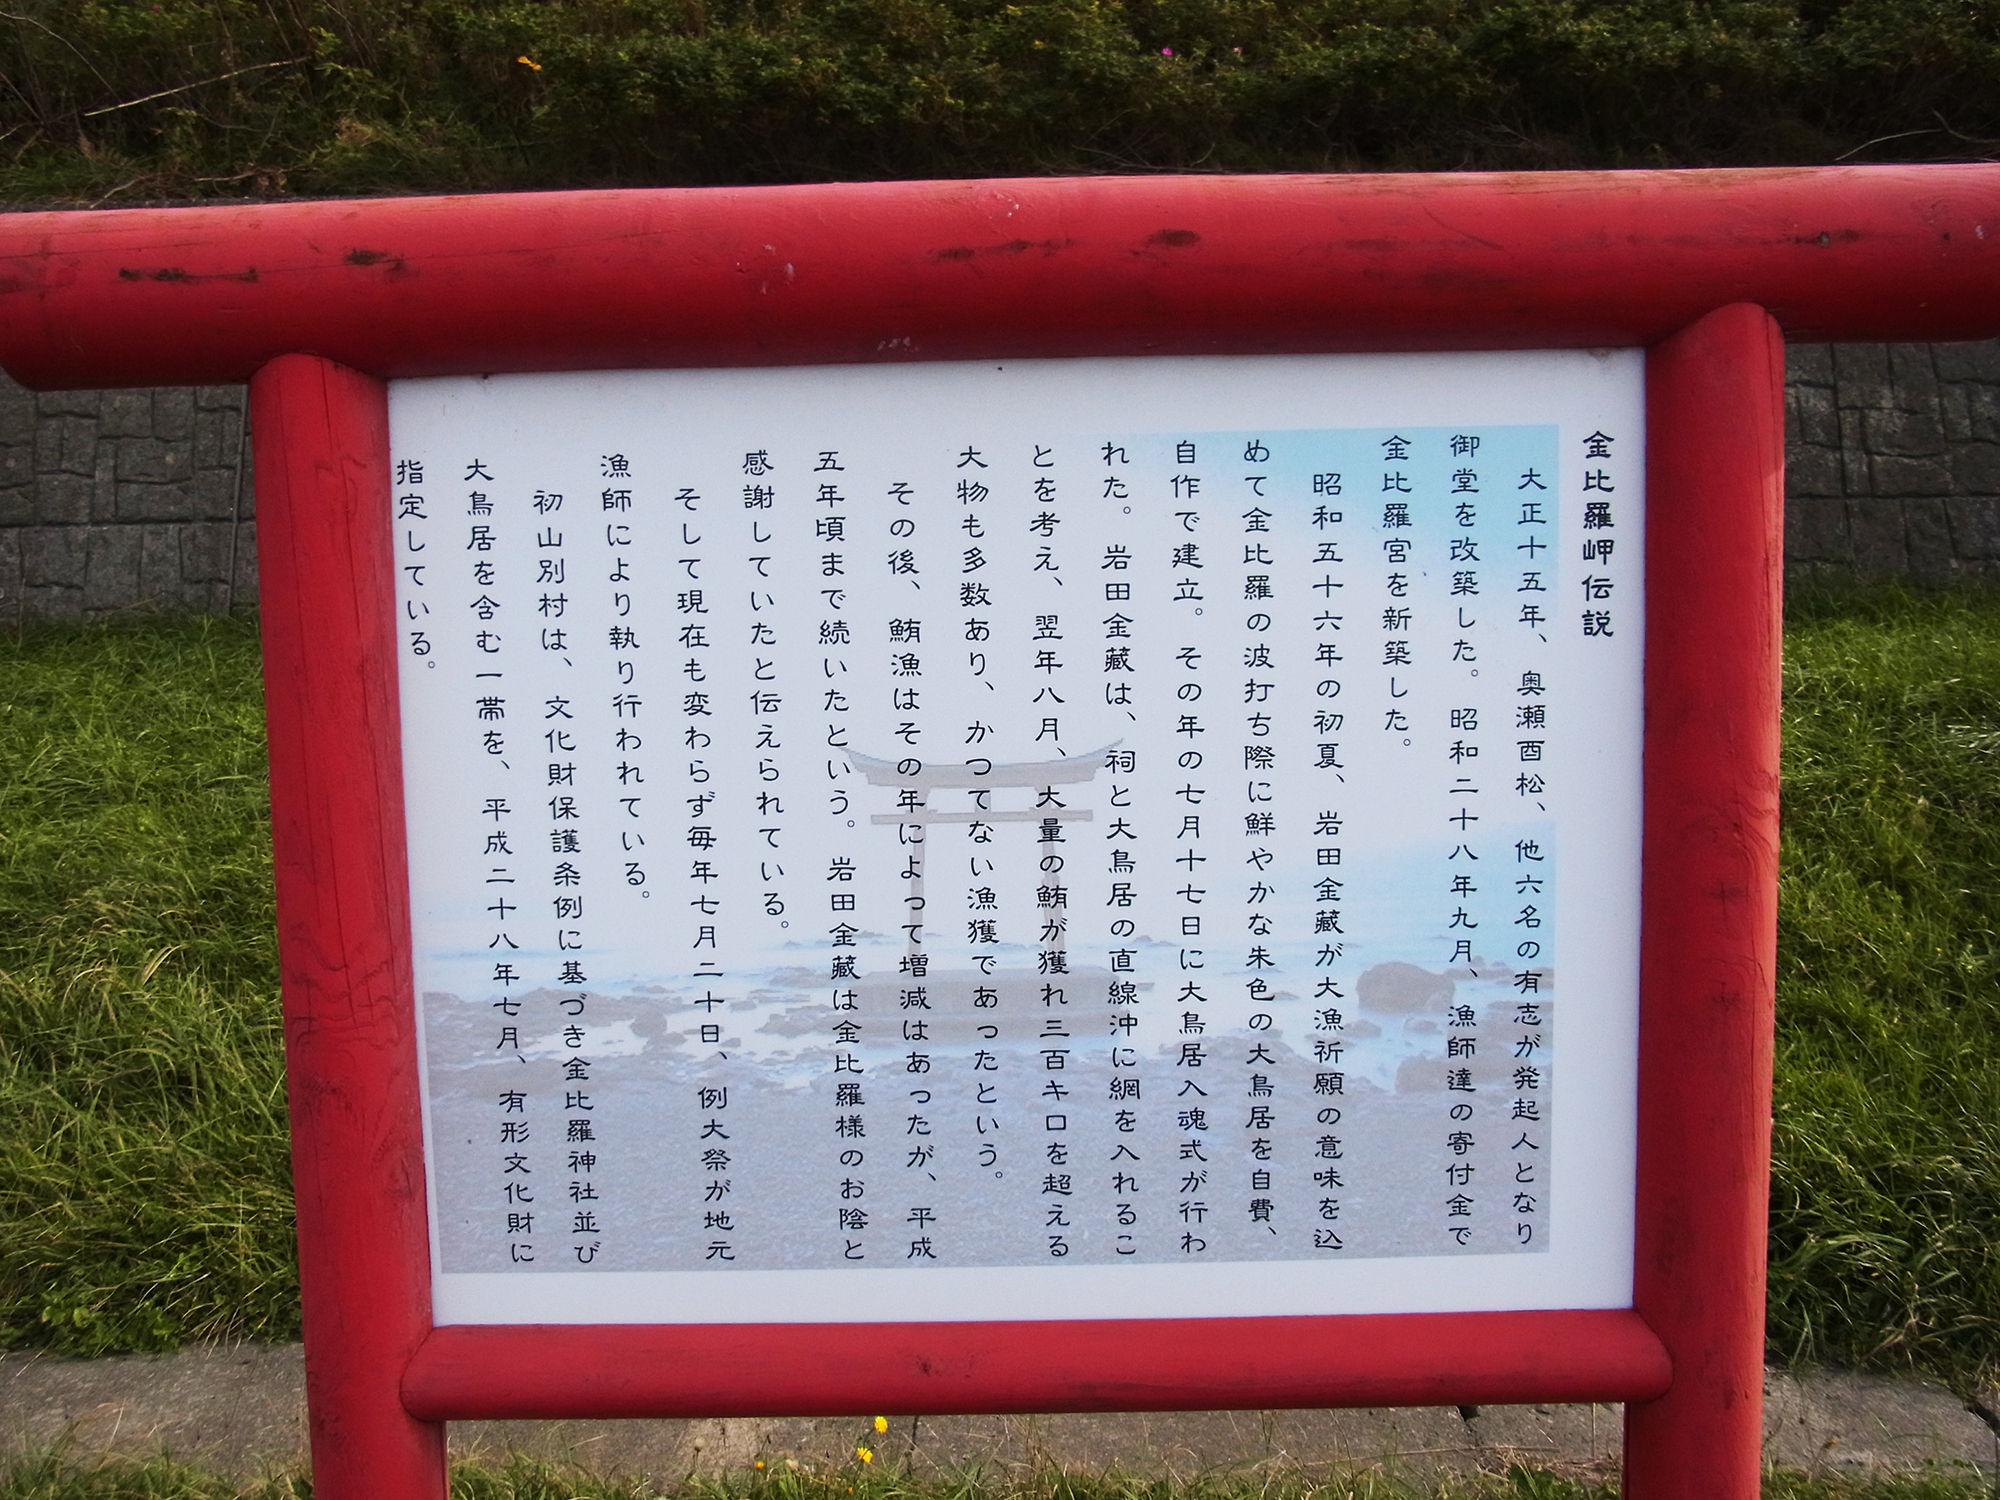 金比羅岬伝説
大正十五年、奥瀬酉松、他六名の有志が発起人となり
御堂を改築した。昭和二十八年九月、漁師達の寄付金で
金比羅宮を新築した。
昭和五十六年の初夏、岩田金藏が大漁祈願の意味を込
めて金比羅の波打ち際に鮮やかな朱色の大鳥居を自費、
自作で建立。その年の七月十七日に大鳥居入魂式が行わ
れた。岩田金藏は、祠と大鳥居の直線沖に網を入れるこ
とを考え、翌年八月、大量の鮪が獲れ三百キロを超える
大物も多数あり、かつてない漁獲であったという。
その後、鮪漁はその年によって増減はあったが、平成
五年頃まで続いたという。岩田金藏は金比羅様のお陰と
感謝していたと伝えられている。
そして現在も変わらず毎年七月二十日、例大祭が地元
漁師により執り行われている。
初山別村は、文化財保護条例に基づき金比羅神社並び
大鳥居を含む一帯を、平成二十八年七月、有形文化財に
指定している。